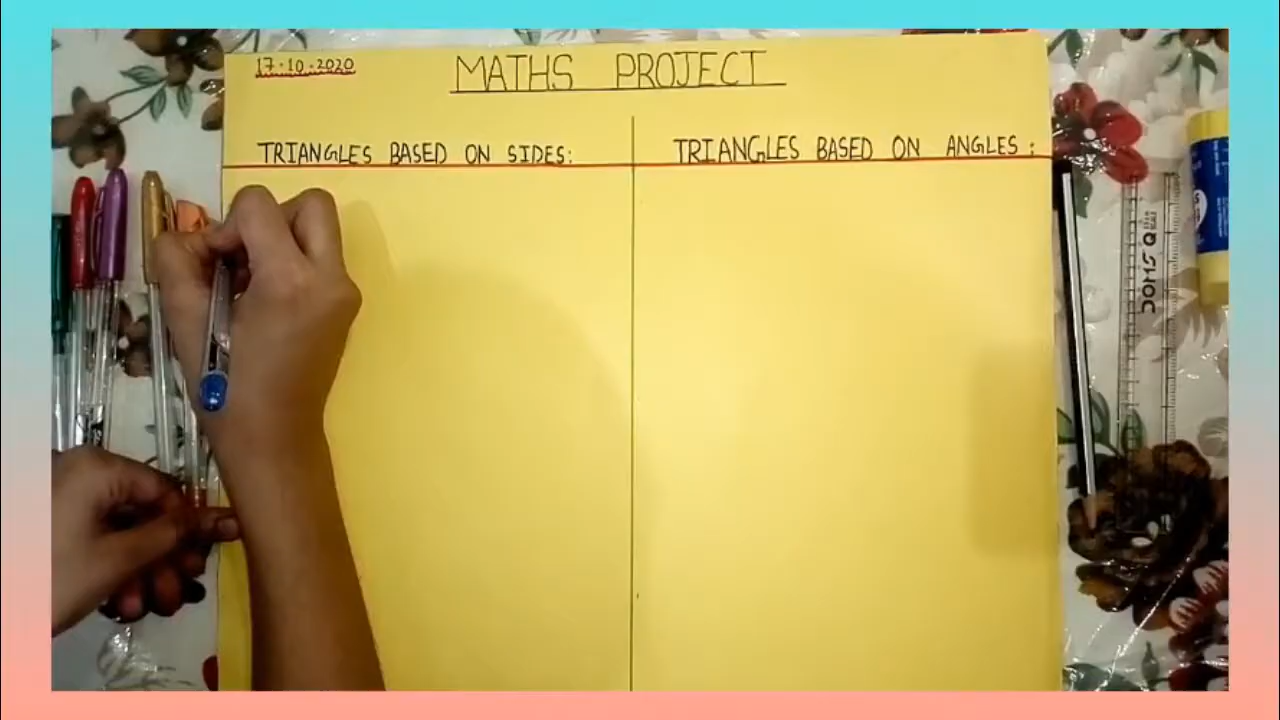 17.10.2020
MATHS PROJECT
TRIANGLES BASED ON SIDES:
TRIANGLES BASED ON ANGLES:
DOMS Q